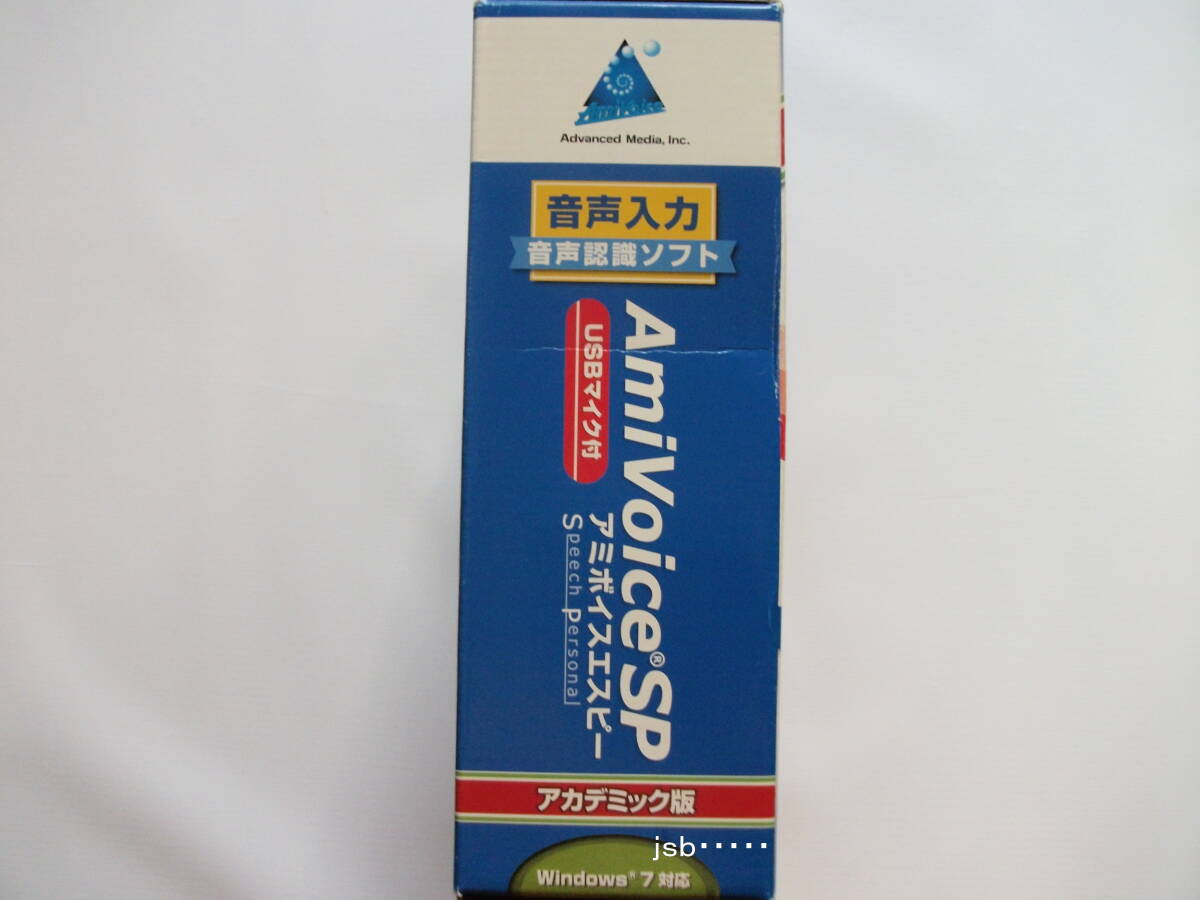 AmiVoice
Advanced Media, Inc.
音声入力
音声認識ソフト
AmiVoice®SP
USBマイク付
アミボイスエスピー
Speech Personal
アカデミック版
jsb・・・・・
Windows® 7 対応